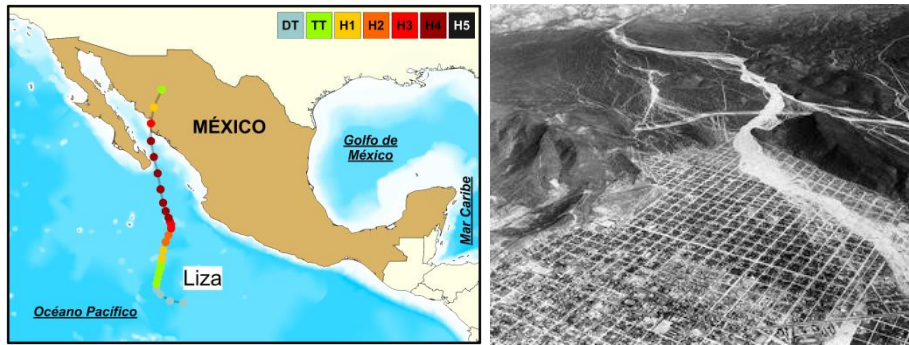 DT TT H1 H2 H3 H4 H5
MÉXICO
Golfo de
México
Mar Caribe
Liza
Océano Pacífico